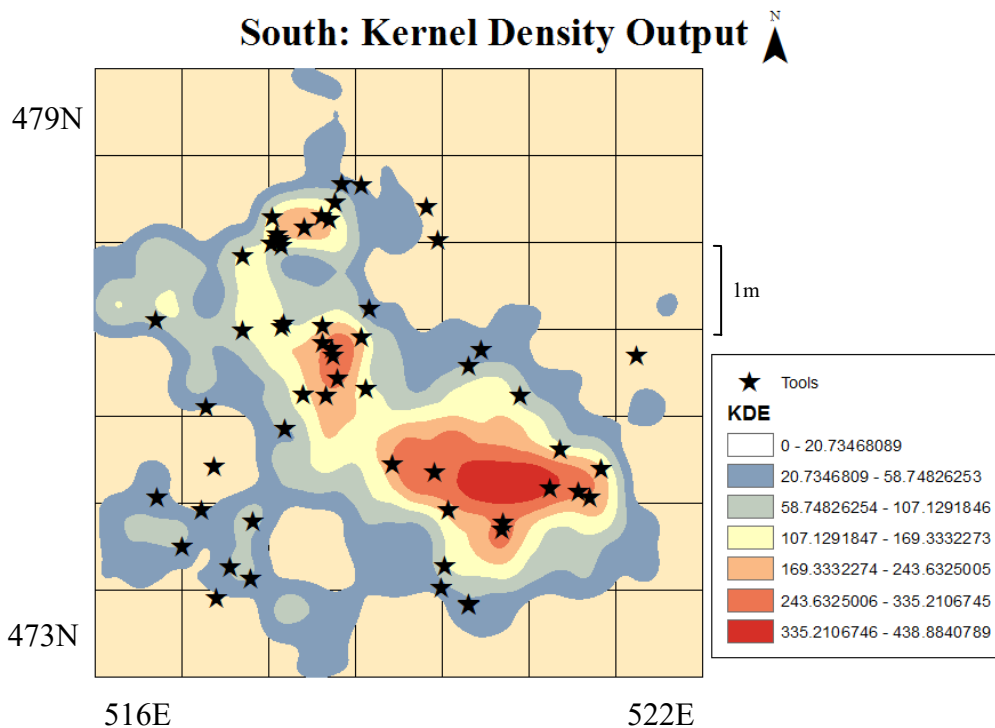 South: Kernel Density Output
N
479N
1m
Tools
KDE
0 - 20.73468089
20.7346809 - 58.74826253
58.74826254 - 107.1291846
107.1291847 - 169.3332273
169.3332274 - 243.6325005
243.6325006 - 335.2106745
335.2106746 - 438.8840789
473N
516E
522E